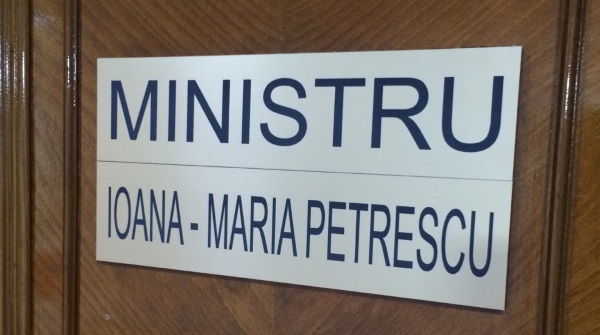 MINISTRU
IOANA - MARIA PETRESCU